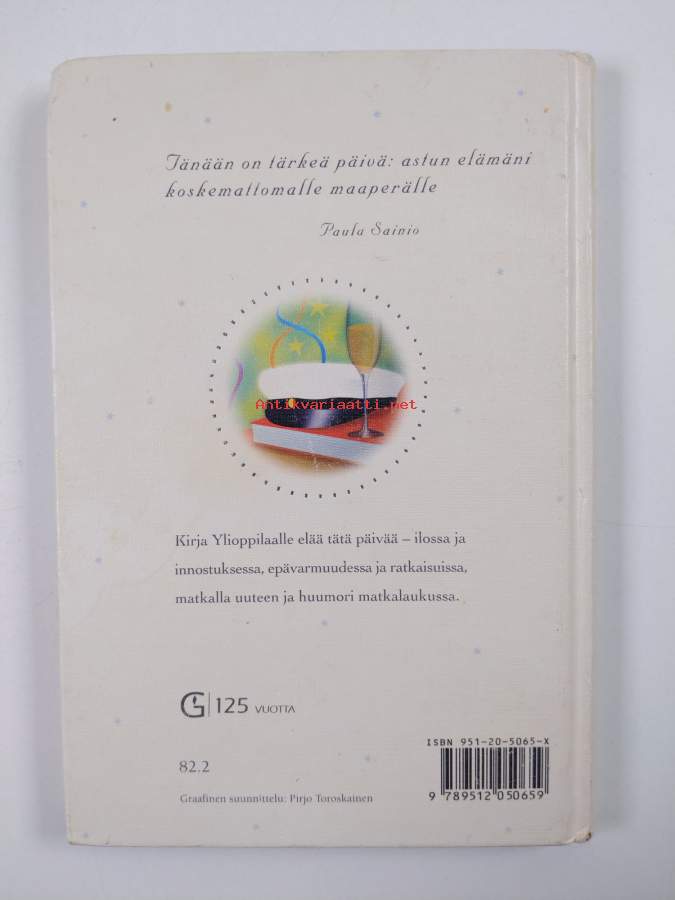 Tänään on tärkeä päivä: astun elämäni
koskemattomalle maaperälle
Paula Sainio
Antikvariaatti.net
Kirja Ylioppilaalle elää tätä päivää – ilossa ja
innostuksessa, epävarmuudessa ja ratkaisuissa,
matkalla uuteen ja huumori matkalaukussa.
G 125 VUOTTA
ISBN 951-20-5065-X
82.2
Graafinen suunnittelu: Pirjo Toroskainen
9 789512 050659